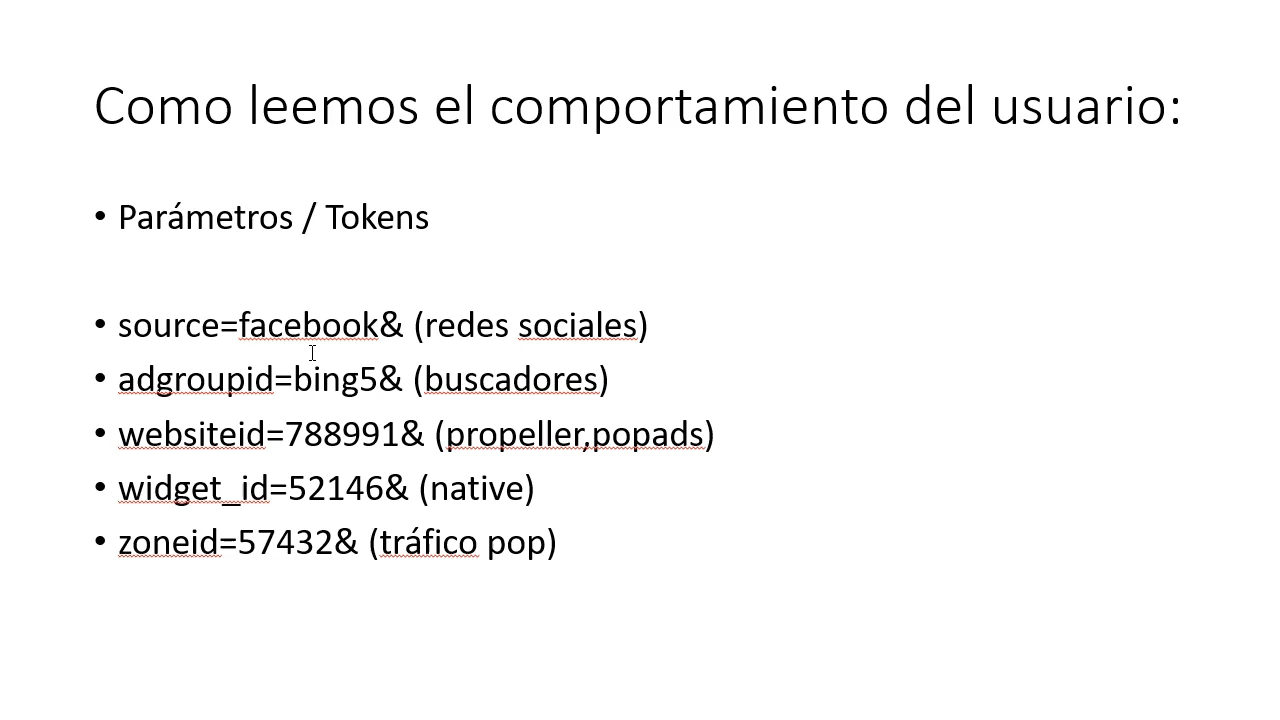 Como leemos el comportamiento del usuario:
• Parámetros / Tokens
• source=facebook& (redes sociales)
• adgroupid=bing5& (buscadores)
• websiteid=788991& (propeller,popads)
• widget_id=52146& (native)
• zoneid=57432& (tráfico pop)